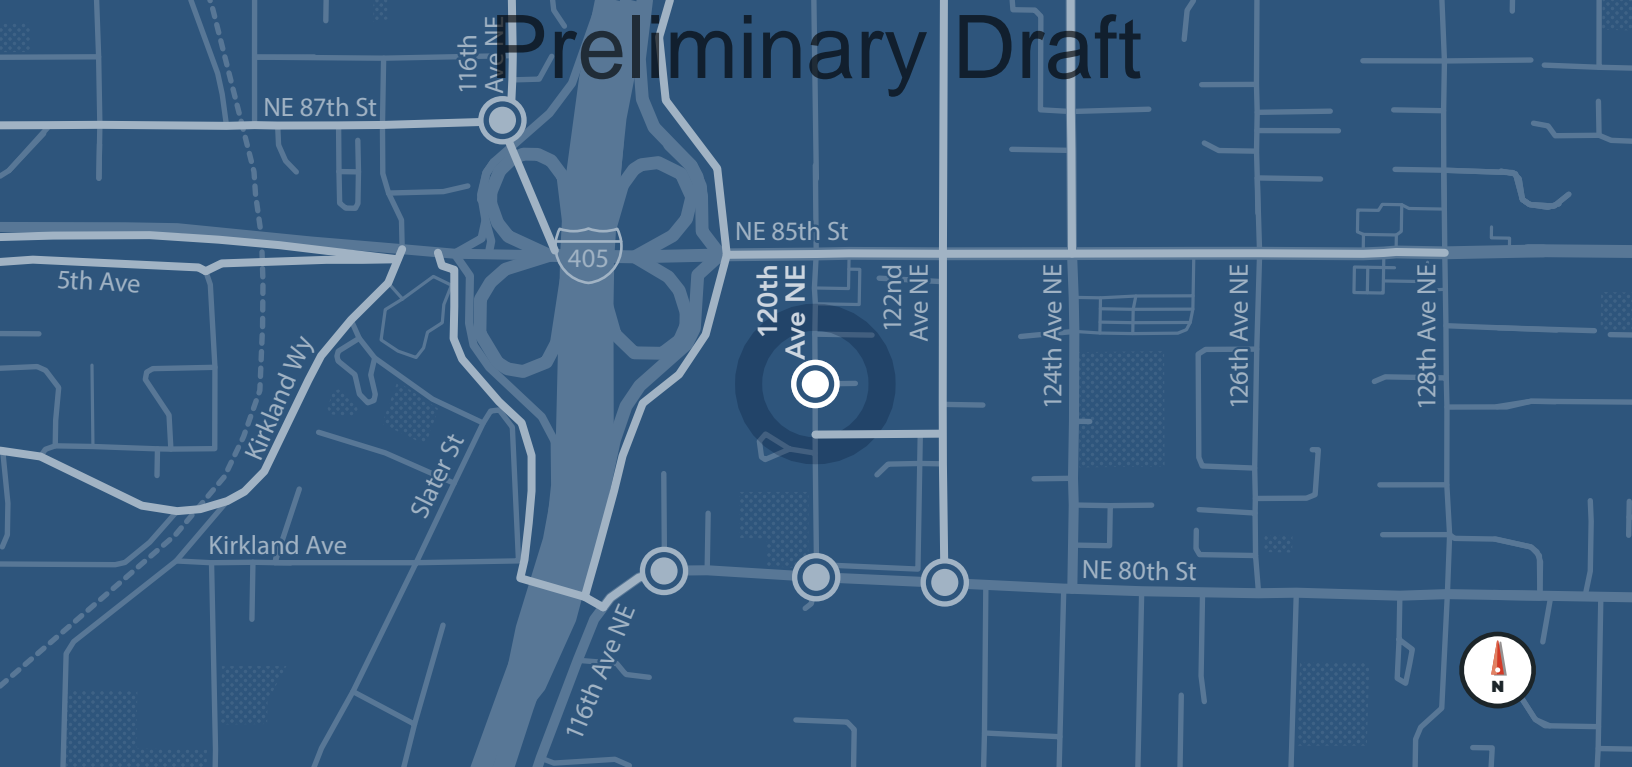 Preliminary Draft
116th
Ave NE
NE 87th St
NE 85th St
405
5th Ave
120th
Ave NE
122nd
Ave NE
124th Ave NE
126th Ave NE
128th Ave NE
Kirkland Wy
Slater St
Kirkland Ave
NE 80th St
116th Ave NE
N